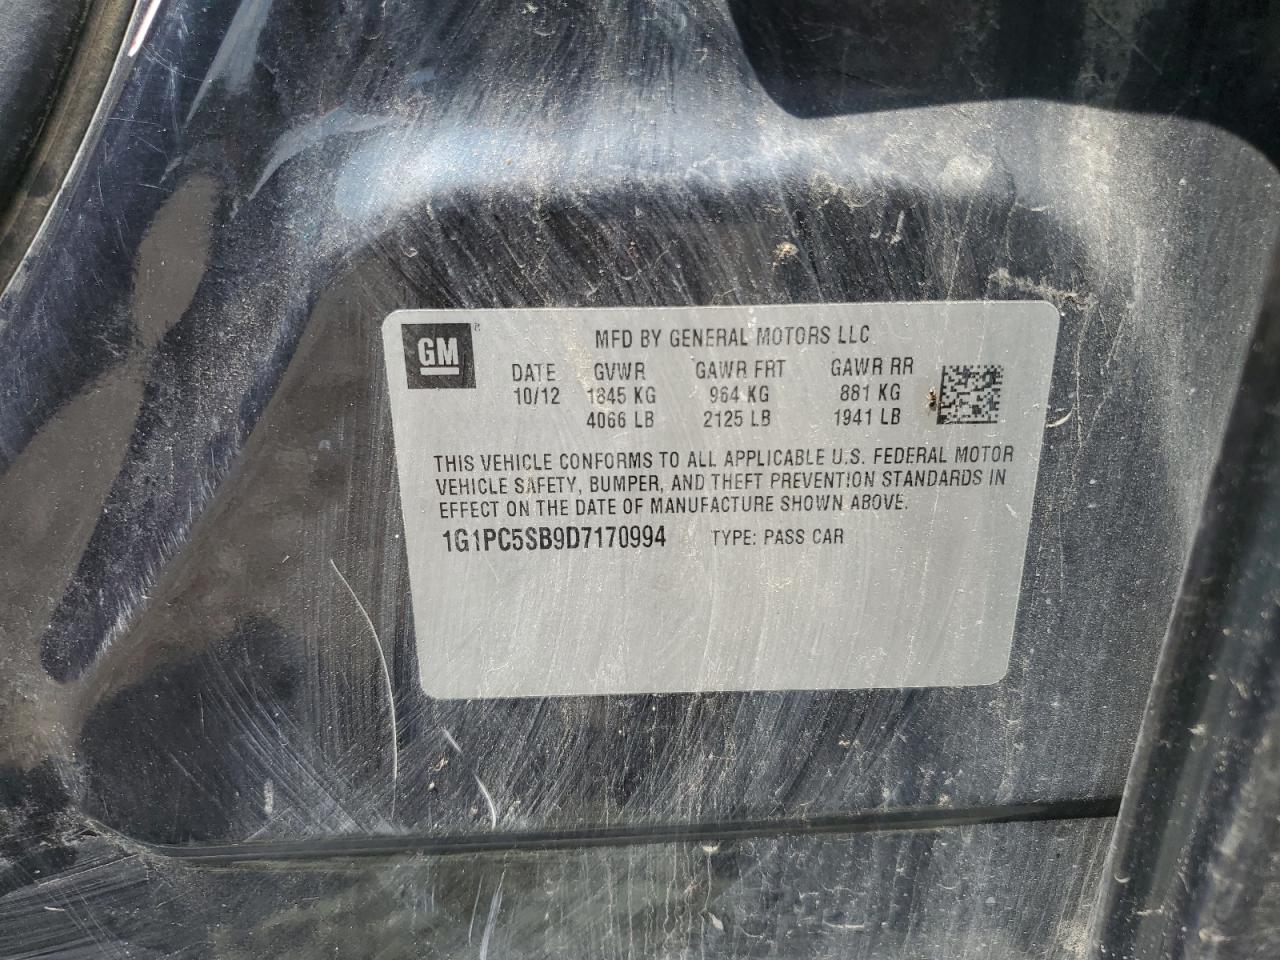 GM®
MFD BY GENERAL MOTORS LLC
DATE GVWR GAWR FRT GAWR RR
10/12 1845 KG 964 KG 881 KG
4066 LB 2125 LB 1941 LB
THIS VEHICLE CONFORMS TO ALL APPLICABLE U.S. FEDERAL MOTOR
VEHICLE SAFETY, BUMPER, AND THEFT PREVENTION STANDARDS IN
EFFECT ON THE DATE OF MANUFACTURE SHOWN ABOVE.
1G1PC5SB9D7170994 TYPE: PASS CAR